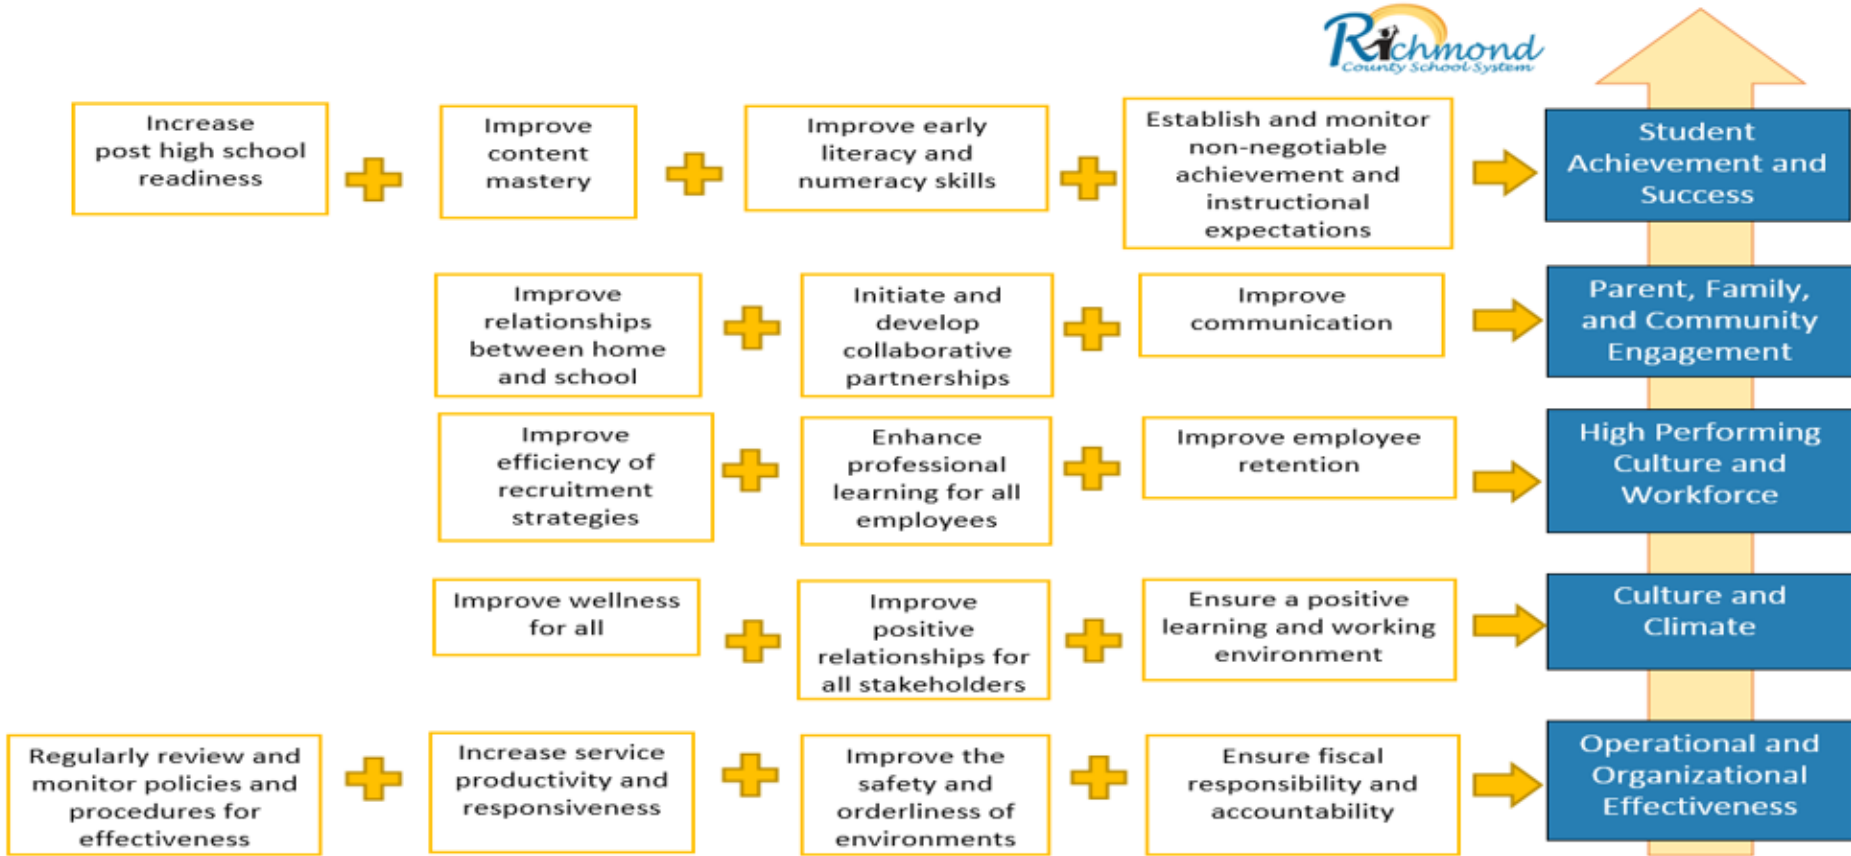 Richmond
County School System
Increase
post high school
readiness
Improve
content
mastery
Improve early
literacy and
numeracy skills
Establish and monitor
non-negotiable
achievement and
instructional
expectations
Student
Achievement and
Success
Improve
relationships
between home
and school
Initiate and
develop
collaborative
partnerships
Improve
communication
Parent, Family,
and Community
Engagement
Improve
efficiency of
recruitment
strategies
Enhance
professional
learning for all
employees
Improve employee
retention
High Performing
Culture and
Workforce
Improve wellness
for all
Improve
positive
relationships for
all stakeholders
Ensure a positive
learning and working
environment
Culture and
Climate
Regularly review and
monitor policies and
procedures for
effectiveness
Increase service
productivity and
responsiveness
Improve the
safety and
orderliness of
environments
Ensure fiscal
responsibility and
accountability
Operational and
Organizational
Effectiveness